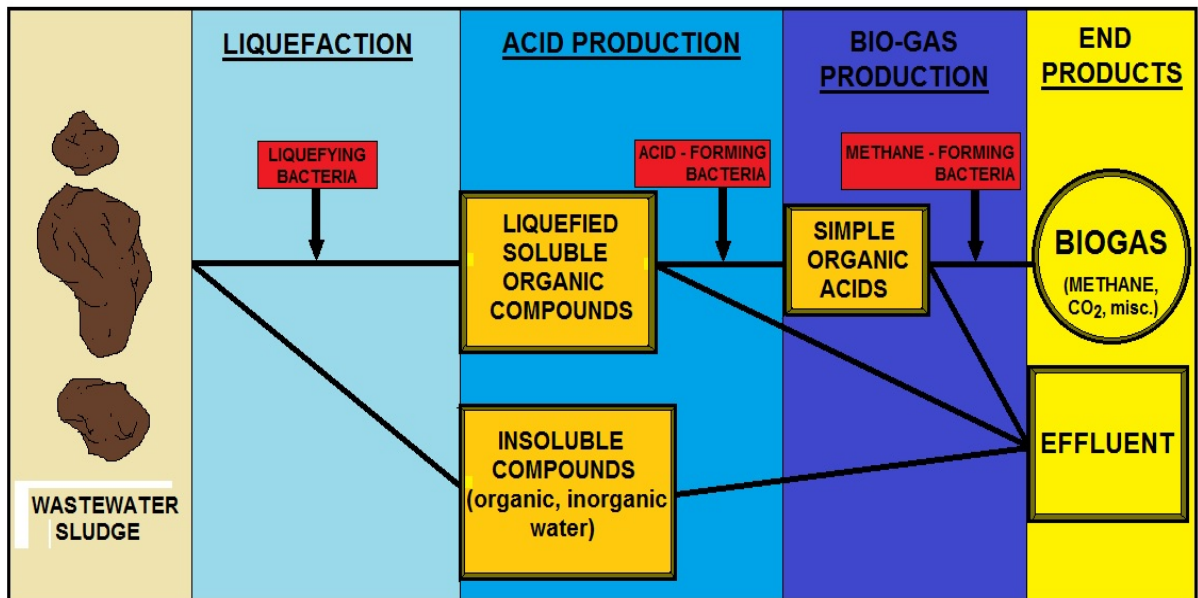 LIQUEFACTION
ACID PRODUCTION
BIO-GAS
PRODUCTION
END
PRODUCTS
LIQUEFYING
BACTERIA
ACID - FORMING
BACTERIA
METHANE - FORMING
BACTERIA
LIQUEFIED
SOLUBLE
ORGANIC
COMPOUNDS
SIMPLE
ORGANIC
ACIDS
BIOGAS
(METHANE,
CO₂, misc.)
INSOLUBLE
COMPOUNDS
(organic, inorganic
water)
EFFLUENT
WASTEWATER
SLUDGE